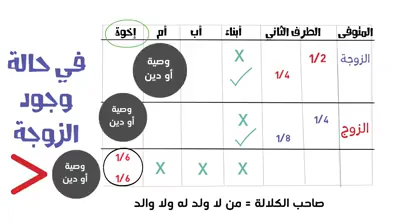 المتوفى الطرف الثاني أبناء أب أم إخوة
الزوجة 1/2 X وصية أو دين
1/4
الزوج 1/4 X وصية أو دين
1/8
X X X 1/6 وصية أو دين
1/6
في حالة
وجود
الزوجة
صاحب الكلالة = من لا ولد له ولا والد